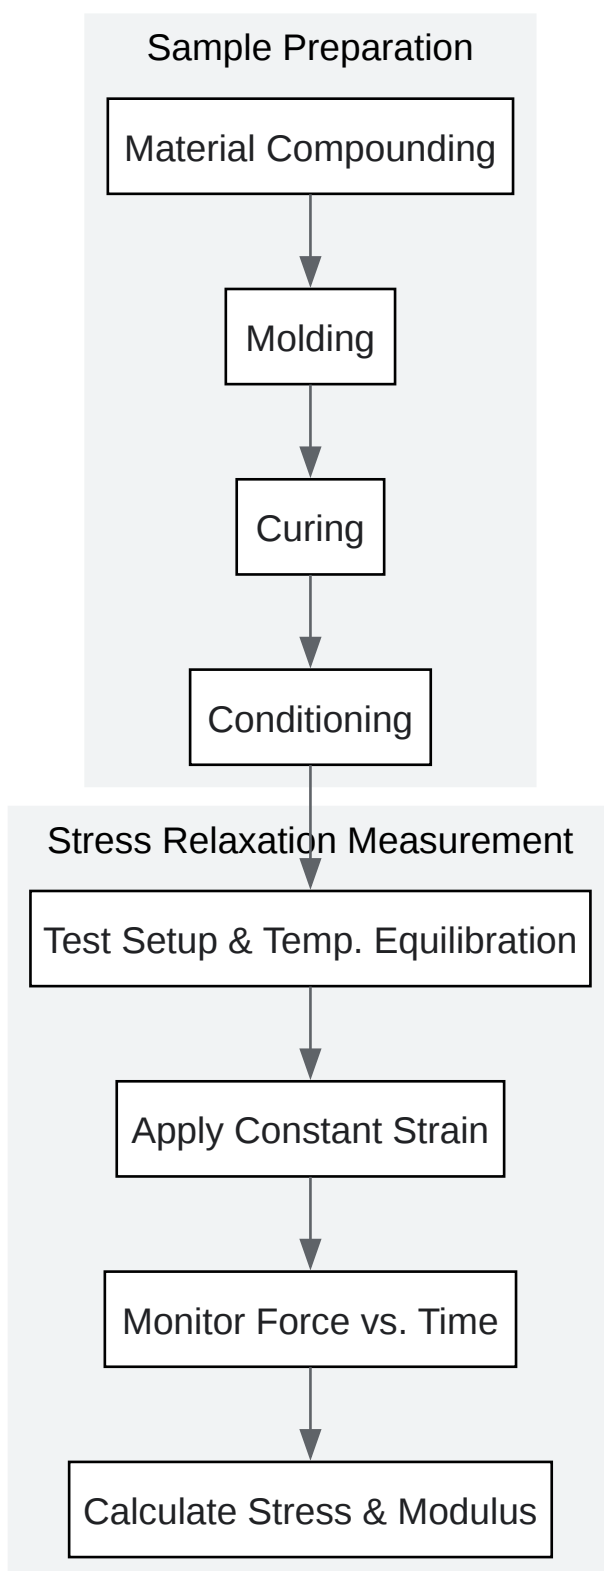 Sample Preparation
Material Compounding
Molding
Curing
Conditioning
Stress Relaxation Measurement
Test Setup & Temp. Equilibration
Apply Constant Strain
Monitor Force vs. Time
Calculate Stress & Modulus